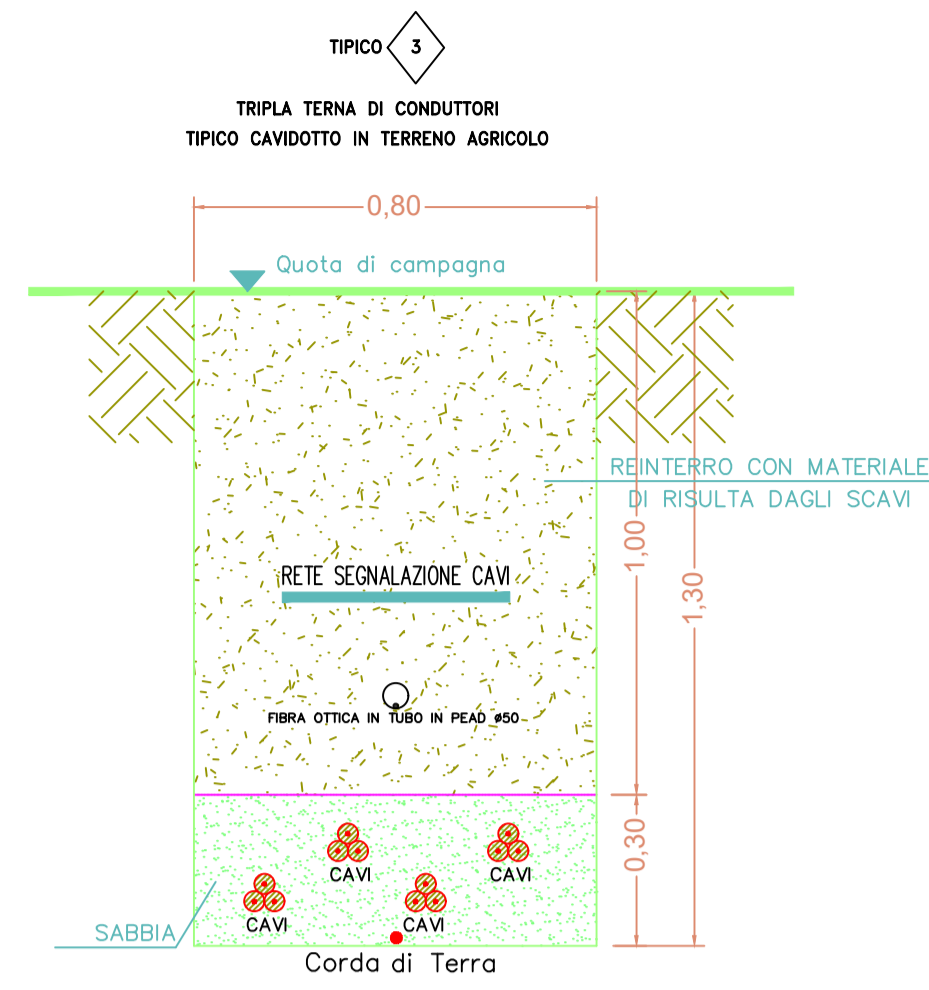 TIPICO 3
TRIPLA TERNA DI CONDUTTORI
TIPICO CAVIDOTTO IN TERRENO AGRICOLO
0,80
Quota di campagna
REINTERRO CON MATERIALE
DI RISULTA DAGLI SCAVI
1,00
1,30
RETE SEGNALAZIONE CAVI
FIBRA OTTICA IN TUBO IN PEAD ø50
0,30
CAVI
CAVI
CAVI
CAVI
SABBIA
Corda di Terra